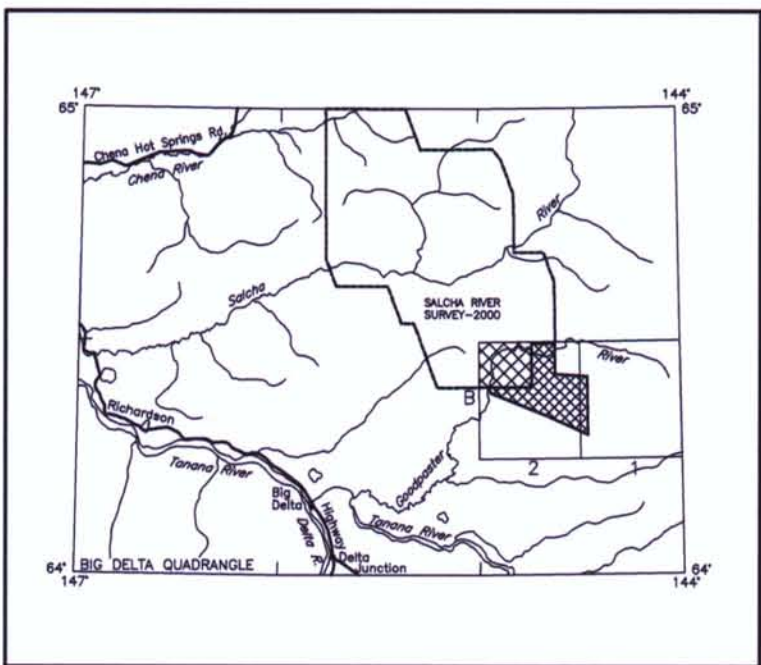 147°
144°
65°
65°
Chena Hot Springs Rd.
Chena River
River
Salcha
SALCHA RIVER
SURVEY-2000
River
B
Richardson
2
1
Tanana River
Goodpaster
Big
Delta
Highway
Delta R.
Tanana River
Delta
Junction
64°
BIG DELTA QUADRANGLE
64°
147°
144°